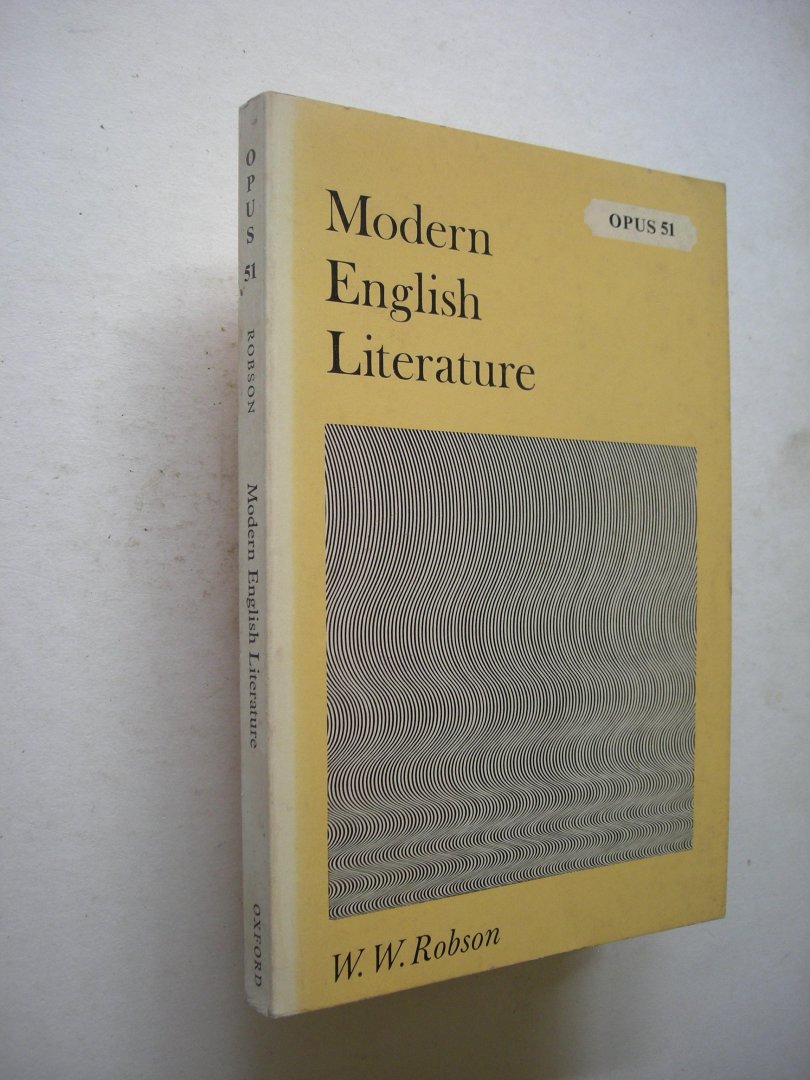 OPUS 51
ROBSON
Modern English Literature
OXFORD
Modern
English
Literature
OPUS 51
W. W. Robson